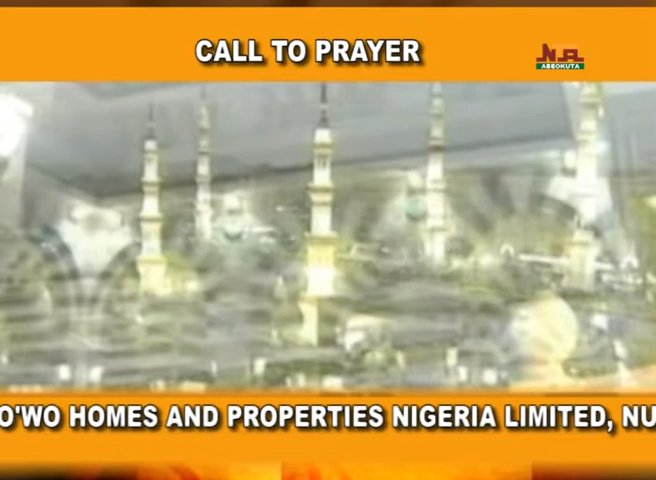 CALL TO PRAYER
ABEOKUTA
O'WO HOMES AND PROPERTIES NIGERIA LIMITED, NU